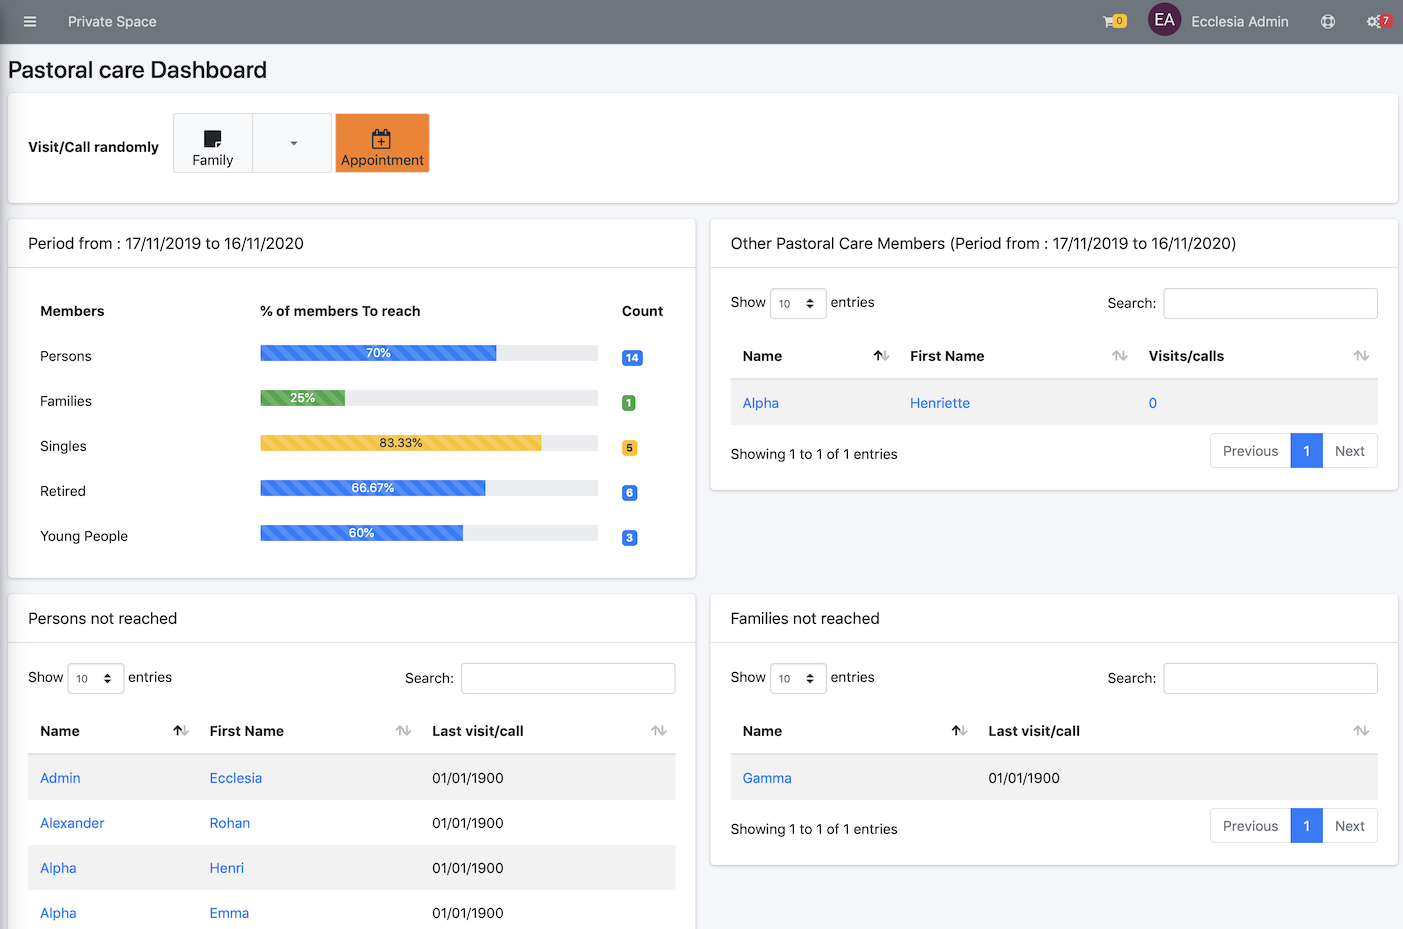 Private Space
0
EA
Ecclesia Admin
7
Pastoral care Dashboard
Visit/Call randomly
Family
Appointment
Period from : 17/11/2019 to 16/11/2020
Members % of members To reach Count
Persons 70% 14
Families 25% 1
Singles 83.33% 5
Retired 66.67% 6
Young People 60% 3
Other Pastoral Care Members (Period from : 17/11/2019 to 16/11/2020)
Show 10 entries Search:
Name First Name Visits/calls
Alpha Henriette 0
Showing 1 to 1 of 1 entries
Previous 1 Next
Persons not reached
Show 10 entries Search:
Name First Name Last visit/call
Admin Ecclesia 01/01/1900
Alexander Rohan 01/01/1900
Alpha Henri 01/01/1900
Alpha Emma 01/01/1900
Families not reached
Show 10 entries Search:
Name Last visit/call
Gamma 01/01/1900
Showing 1 to 1 of 1 entries
Previous 1 Next